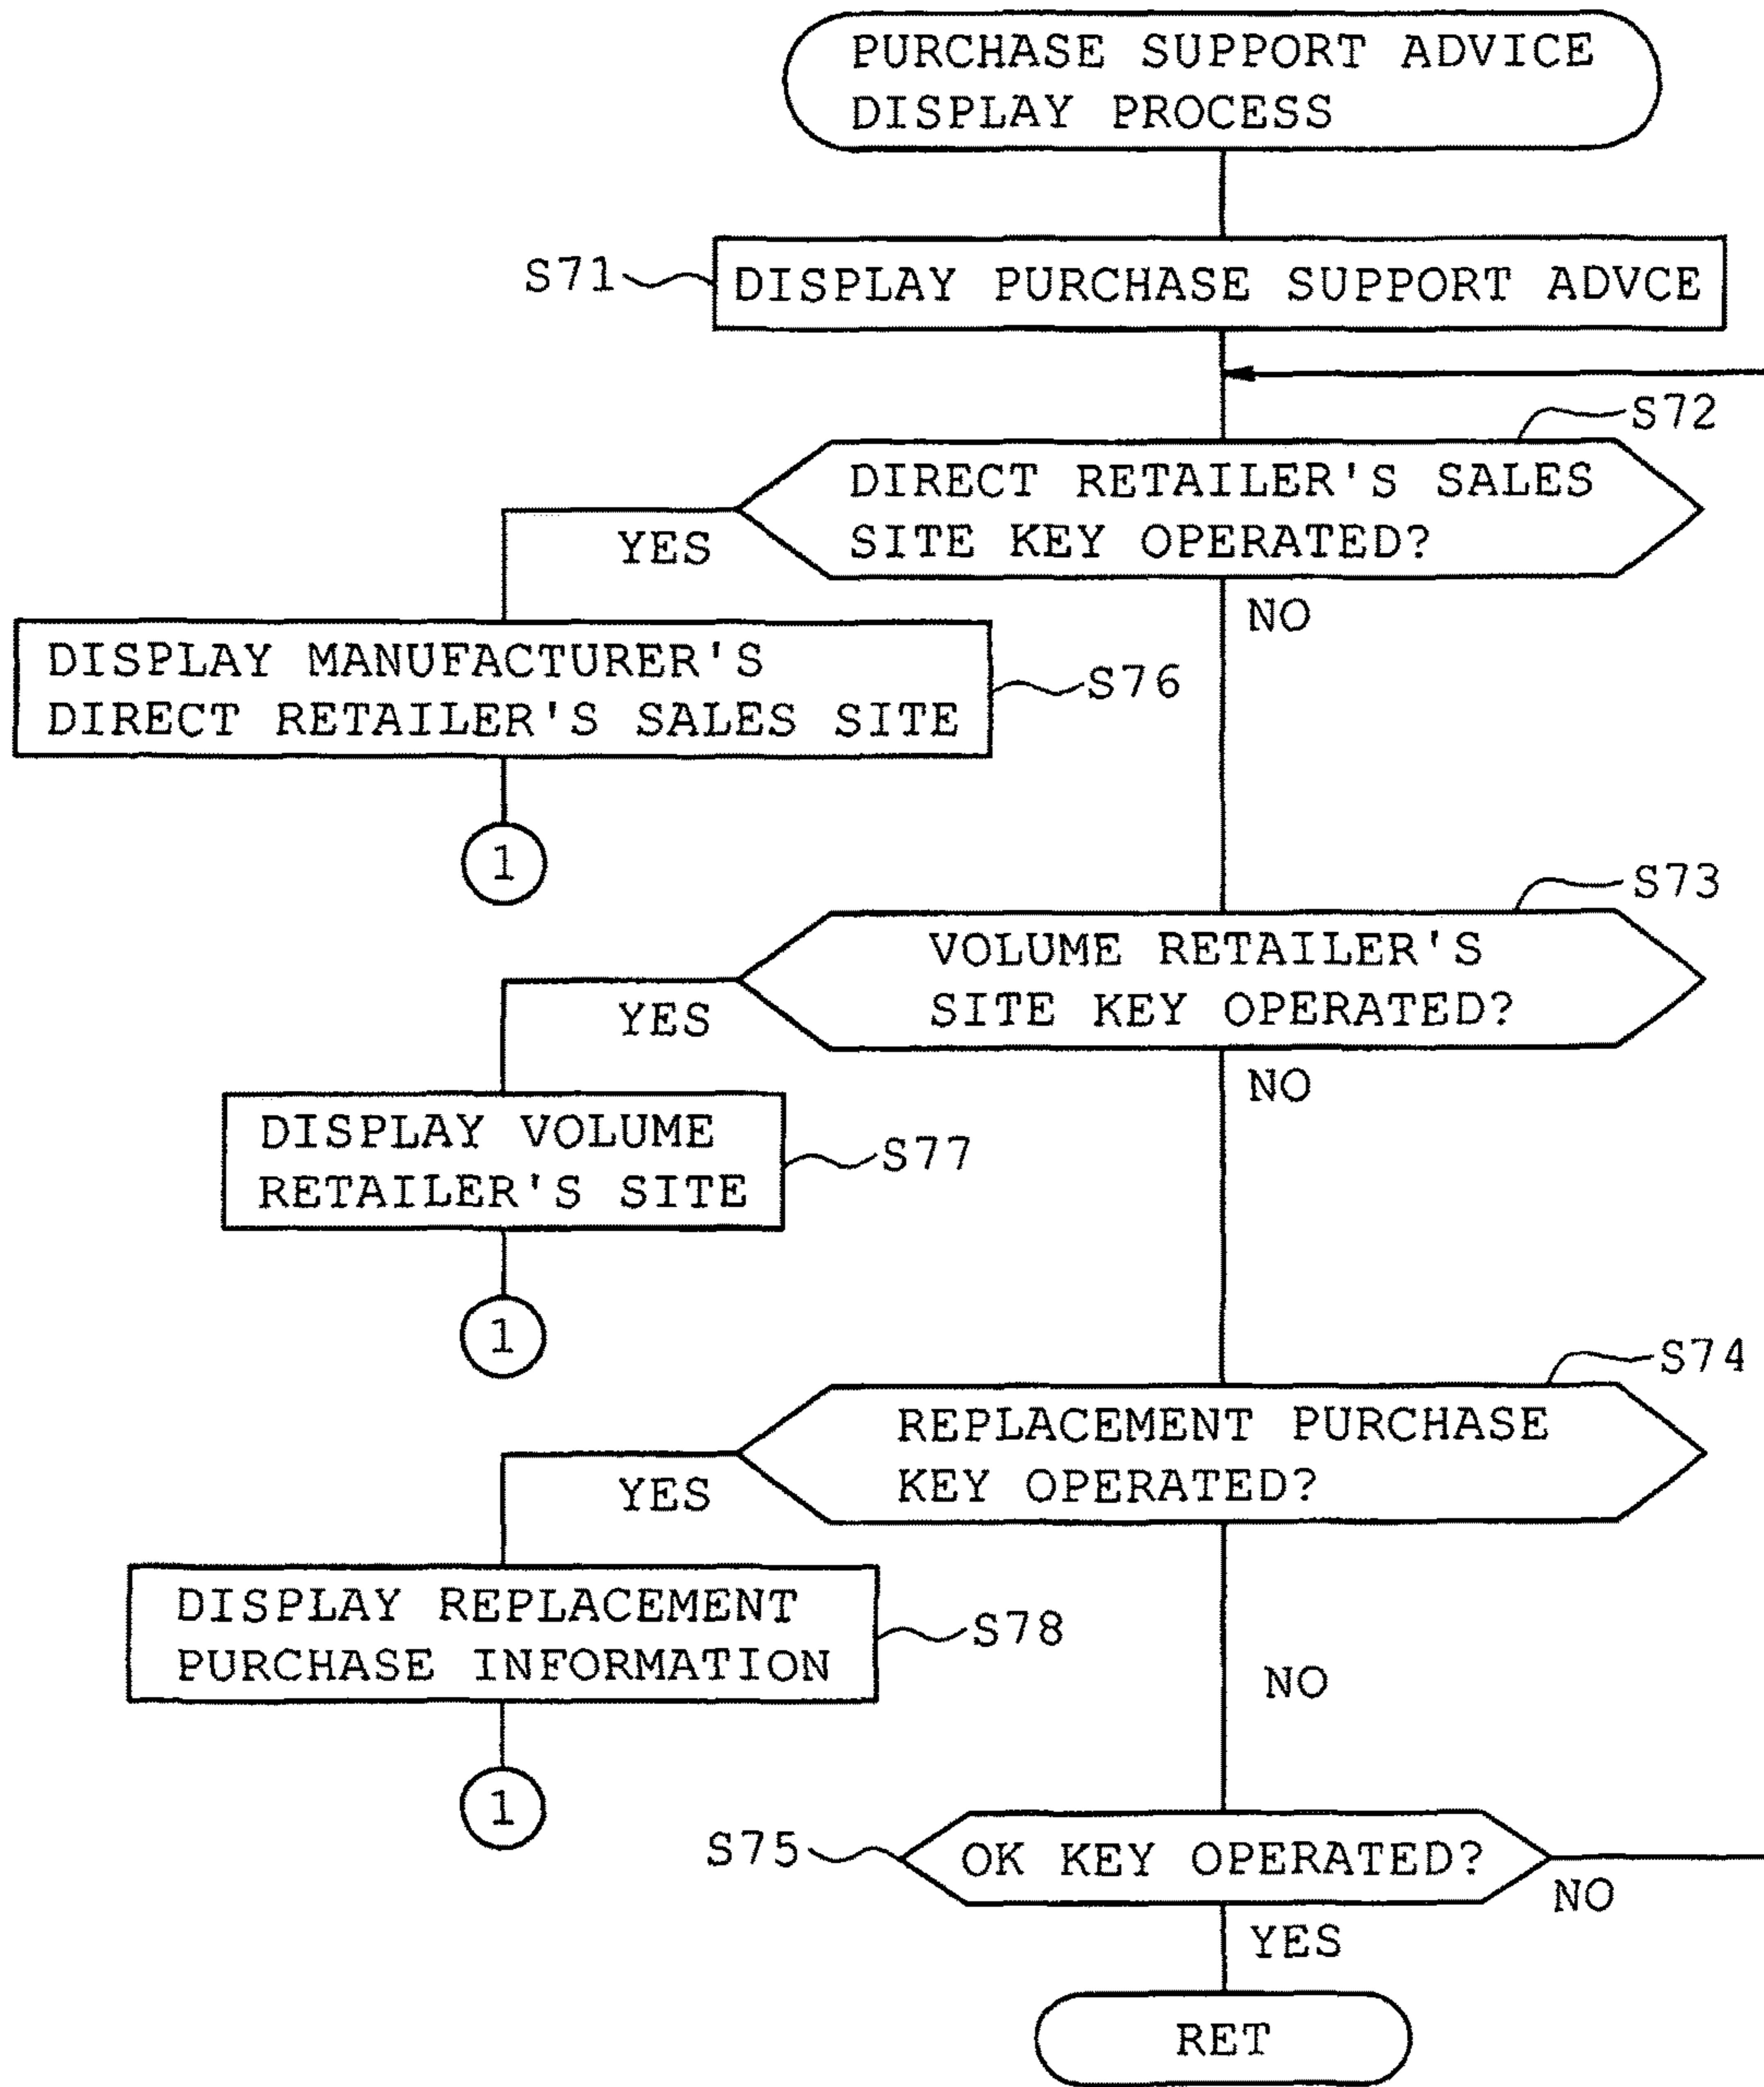 PURCHASE SUPPORT ADVICE
DISPLAY PROCESS
S71
DISPLAY PURCHASE SUPPORT ADVCE
S72
DIRECT RETAILER'S SALES
SITE KEY OPERATED?
YES
NO
DISPLAY MANUFACTURER'S
DIRECT RETAILER'S SALES SITE
S76
1
S73
VOLUME RETAILER'S
SITE KEY OPERATED?
YES
NO
DISPLAY VOLUME
RETAILER'S SITE
S77
1
S74
REPLACEMENT PURCHASE
KEY OPERATED?
YES
DISPLAY REPLACEMENT
PURCHASE INFORMATION
S78
NO
1
S75
OK KEY OPERATED?
NO
YES
RET